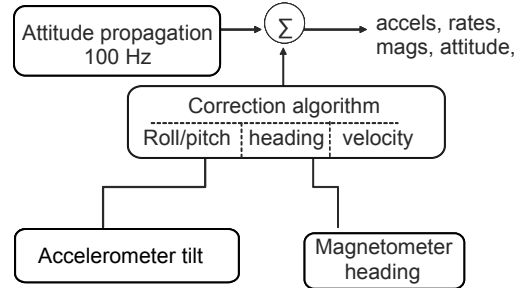 Attitude propagation
100 Hz
Σ
accels, rates,
mags, attitude,
Correction algorithm
Roll/pitch heading velocity
Accelerometer tilt
Magnetometer
heading